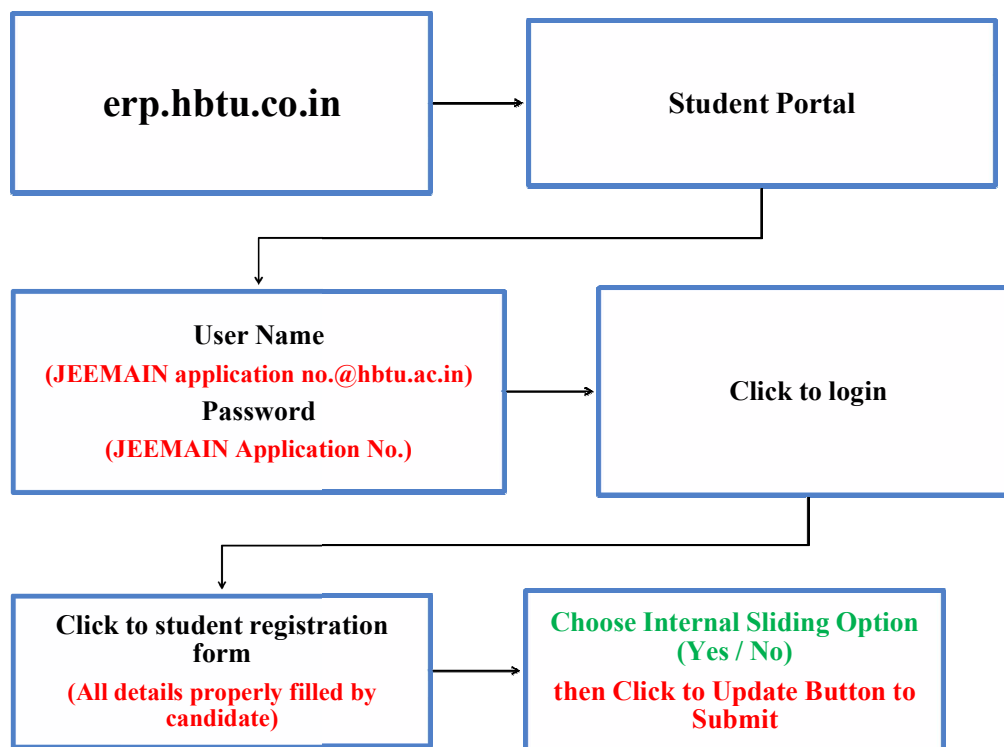 erp.hbtu.co.in
Student Portal
User Name
(JEEMAIN application no.@hbtu.ac.in)
Password
(JEEMAIN Application No.)
Click to login
Click to student registration
form
(All details properly filled by
candidate)
Choose Internal Sliding Option
(Yes / No)
then Click to Update Button to
Submit